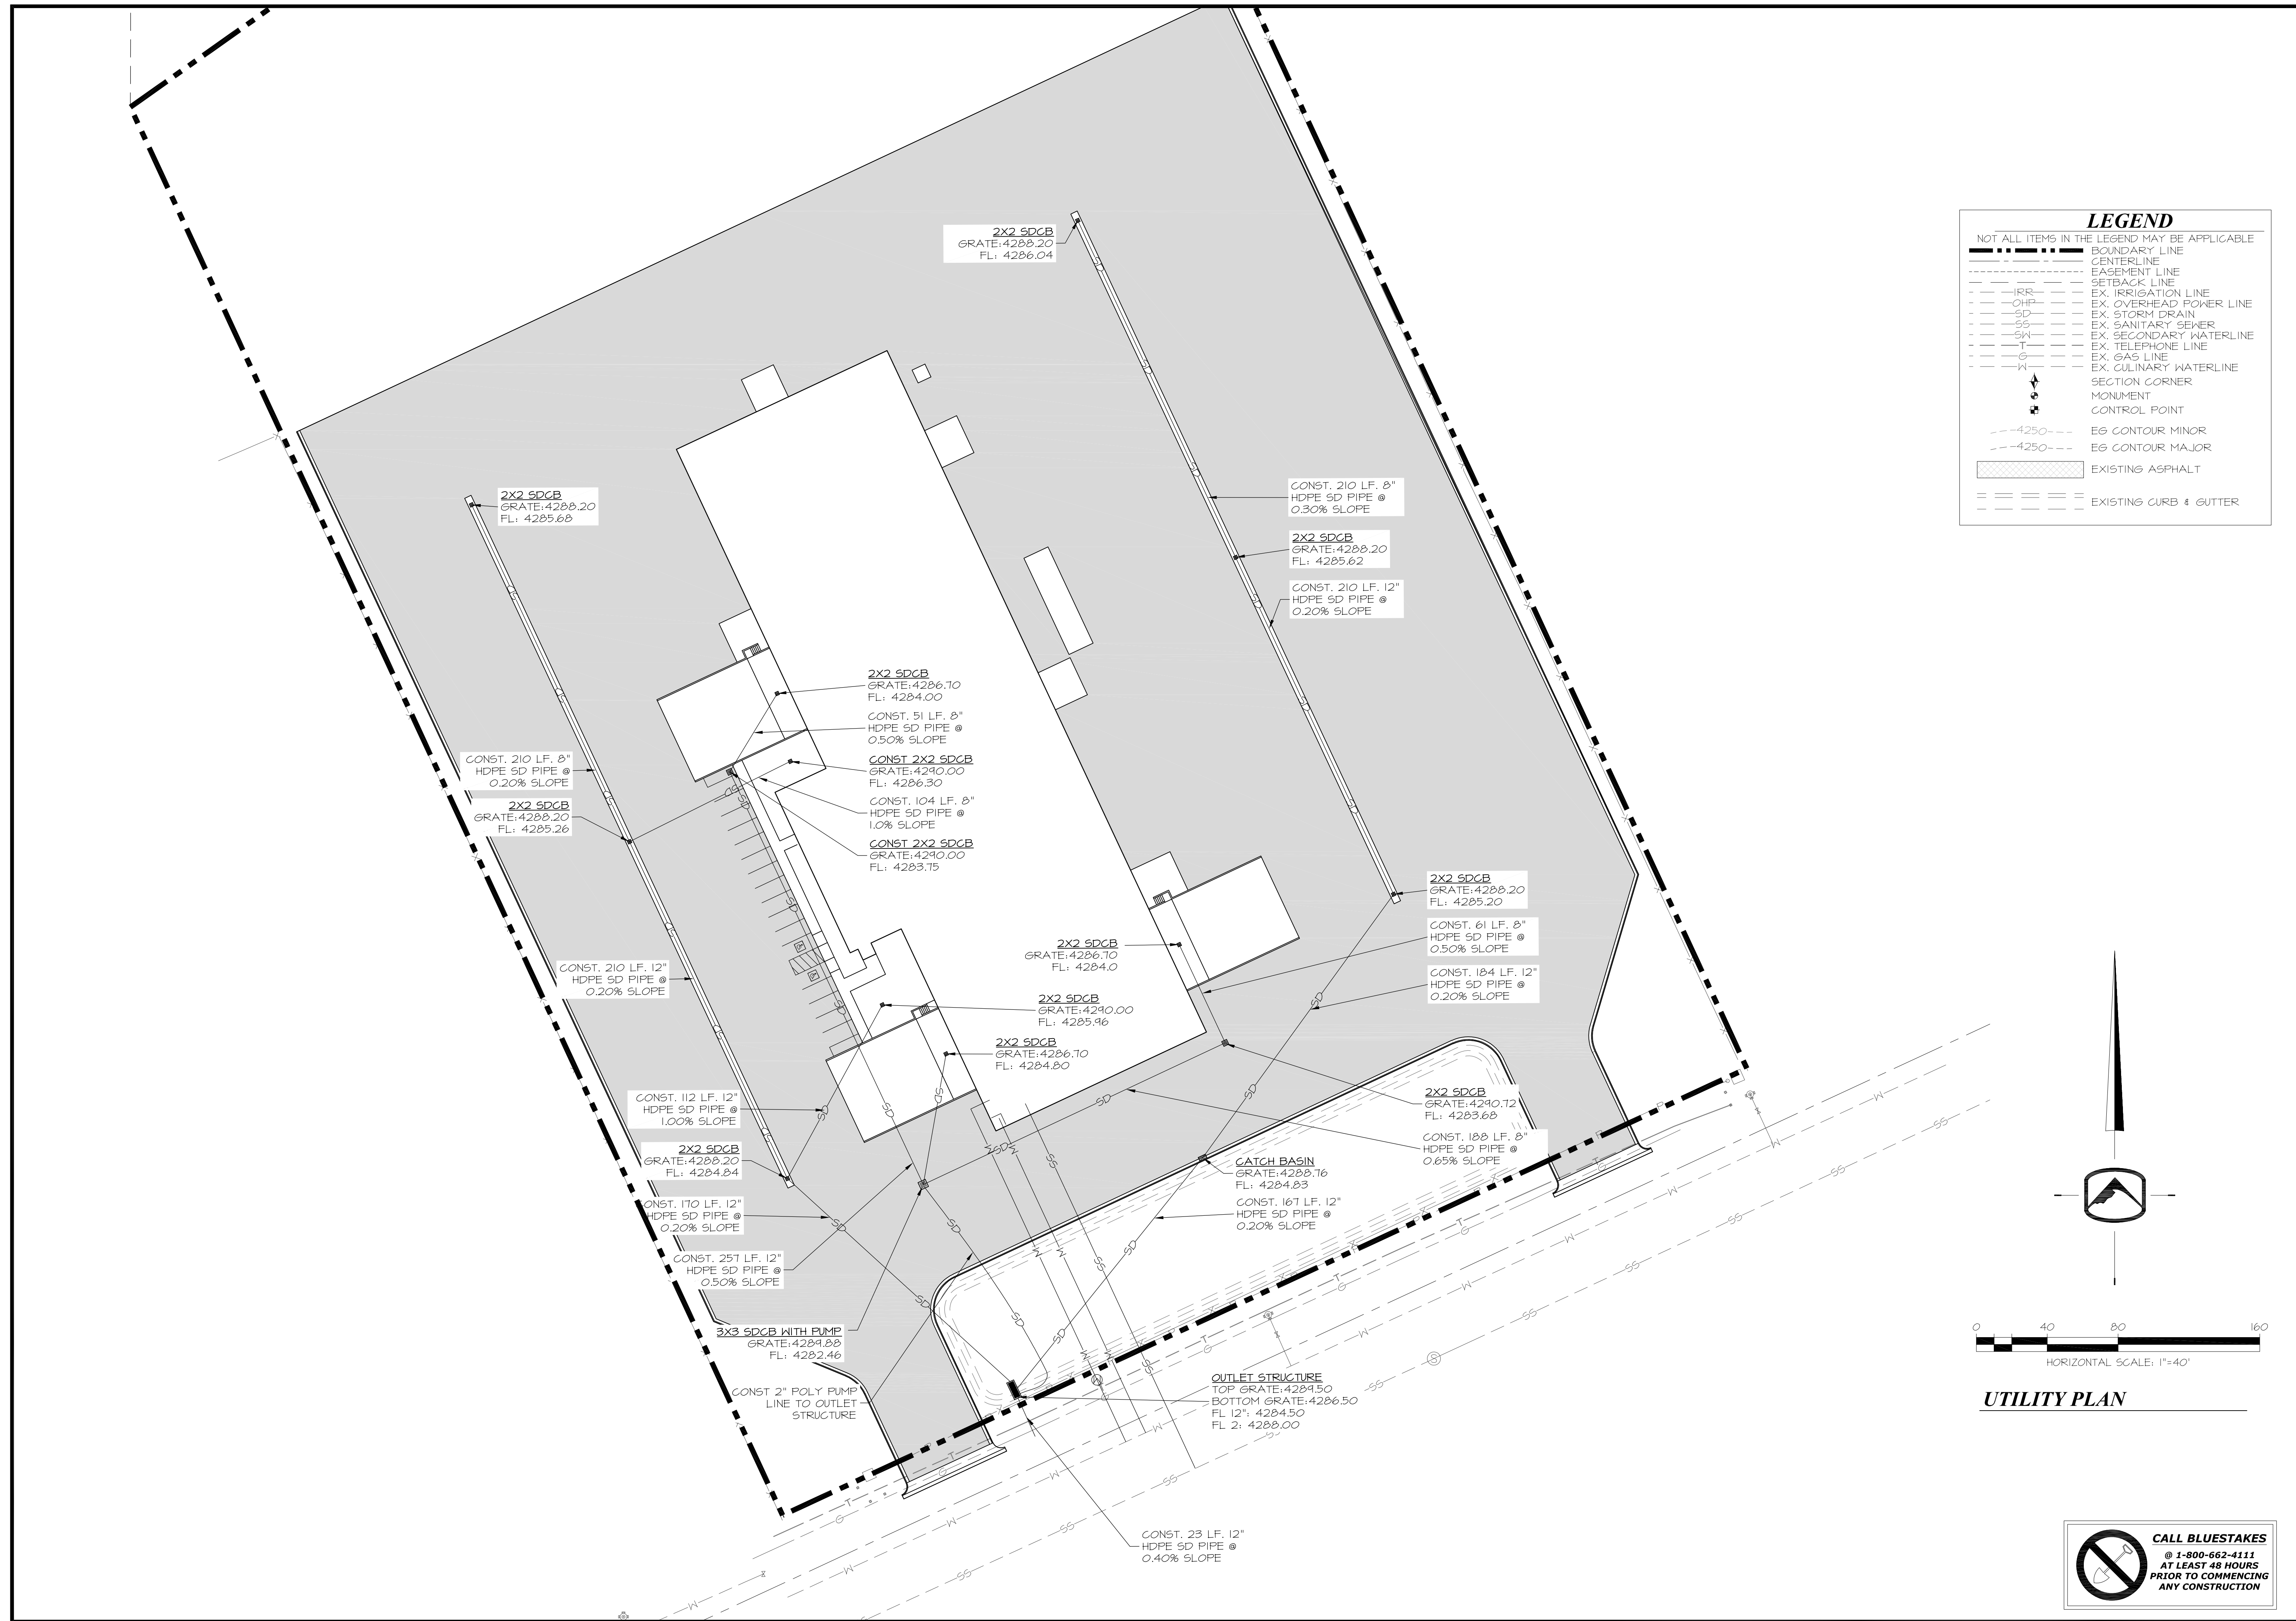 2X2 SDCB
GRATE:4288.20
FL: 4286.04
LEGEND
NOT ALL ITEMS IN THE LEGEND MAY BE APPLICABLE
BOUNDARY LINE
CENTERLINE
EASEMENT LINE
SETBACK LINE
IRR EX. IRRIGATION LINE
OHP EX. OVERHEAD POWER LINE
SD EX. STORM DRAIN
SS EX. SANITARY SEWER
SW EX. SECONDARY WATERLINE
T EX. TELEPHONE LINE
G EX. GAS LINE
W EX. CULINARY WATERLINE
SECTION CORNER
MONUMENT
CONTROL POINT
4250 EG CONTOUR MINOR
4250 EG CONTOUR MAJOR
EXISTING ASPHALT
EXISTING CURB & GUTTER
2X2 SDCB
GRATE:4288.20
FL: 4285.68
CONST. 210 LF. 8"
HDPE SD PIPE @
0.30% SLOPE
2X2 SDCB
GRATE:4288.20
FL: 4285.62
CONST. 210 LF. 12"
HDPE SD PIPE @
0.20% SLOPE
2X2 SDCB
GRATE:4286.70
FL: 4284.00
CONST. 51 LF. 8"
HDPE SD PIPE @
0.50% SLOPE
CONST 2X2 SDCB
GRATE:4290.00
FL: 4286.30
CONST. 104 LF. 8"
HDPE SD PIPE @
1.0% SLOPE
CONST 2X2 SDCB
GRATE:4290.00
FL: 4283.75
CONST. 210 LF. 8"
HDPE SD PIPE @
0.20% SLOPE
2X2 SDCB
GRATE:4288.20
FL: 4285.26
2X2 SDCB
GRATE:4288.20
FL: 4285.20
CONST. 61 LF. 8"
HDPE SD PIPE @
0.50% SLOPE
CONST. 184 LF. 12"
HDPE SD PIPE @
0.20% SLOPE
2X2 SDCB
GRATE:4286.70
FL: 4284.0
CONST. 210 LF. 12"
HDPE SD PIPE @
0.20% SLOPE
2X2 SDCB
GRATE:4290.00
FL: 4285.96
2X2 SDCB
GRATE:4286.70
FL: 4284.80
CONST. 112 LF. 12"
HDPE SD PIPE @
1.00% SLOPE
2X2 SDCB
GRATE:4288.20
FL: 4284.84
2X2 SDCB
GRATE:4290.72
FL: 4283.68
CONST. 188 LF. 8"
HDPE SD PIPE @
0.65% SLOPE
CATCH BASIN
GRATE:4288.76
FL: 4284.83
CONST. 167 LF. 12"
HDPE SD PIPE @
0.20% SLOPE
CONST. 170 LF. 12"
HDPE SD PIPE @
0.20% SLOPE
CONST. 257 LF. 12"
HDPE SD PIPE @
0.50% SLOPE
3X3 SDCB WITH PUMP
GRATE:4289.88
FL: 4282.46
CONST 2" POLY PUMP
LINE TO OUTLET
STRUCTURE
OUTLET STRUCTURE
TOP GRATE:4289.50
BOTTOM GRATE:4286.50
FL 12": 4284.50
FL 2: 4288.00
CONST. 23 LF. 12"
HDPE SD PIPE @
0.40% SLOPE
0 40 80 160
HORIZONTAL SCALE: 1"=40'
UTILITY PLAN
CALL BLUESTAKES
@ 1-800-662-4111
AT LEAST 48 HOURS
PRIOR TO COMMENCING
ANY CONSTRUCTION